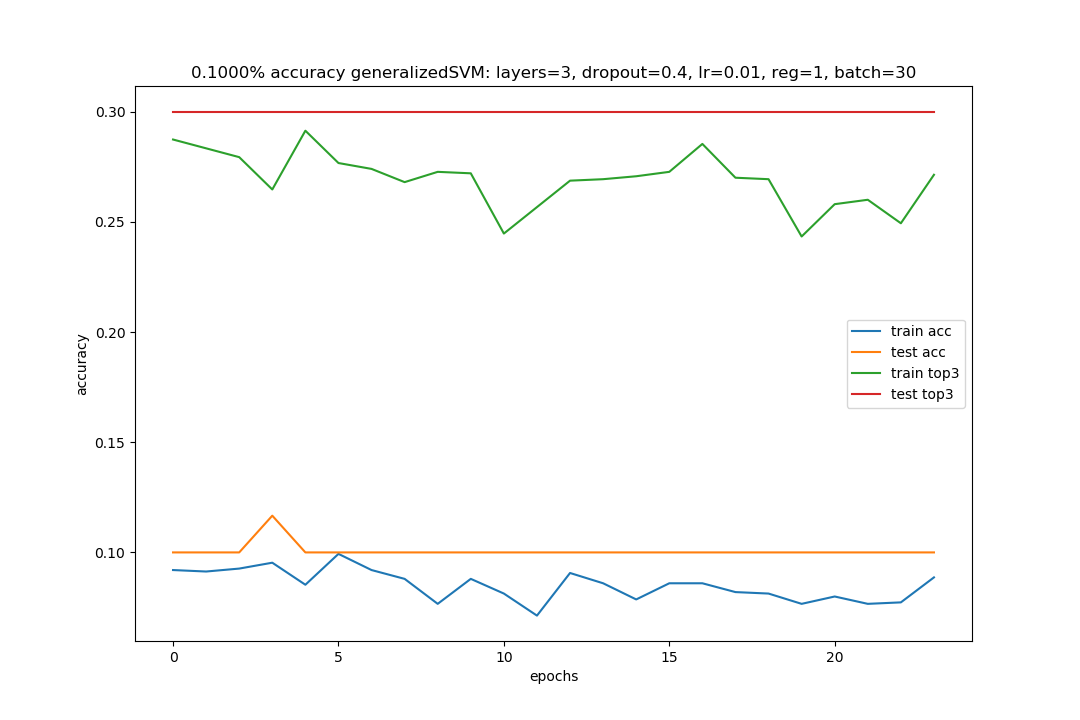 0.1000% accuracy generalizedSVM: layers=3, dropout=0.4, lr=0.01, reg=1, batch=30
0.30
0.25
0.20
0.15
0.10
accuracy
train acc
test acc
train top3
test top3
0
5
10
15
20
epochs